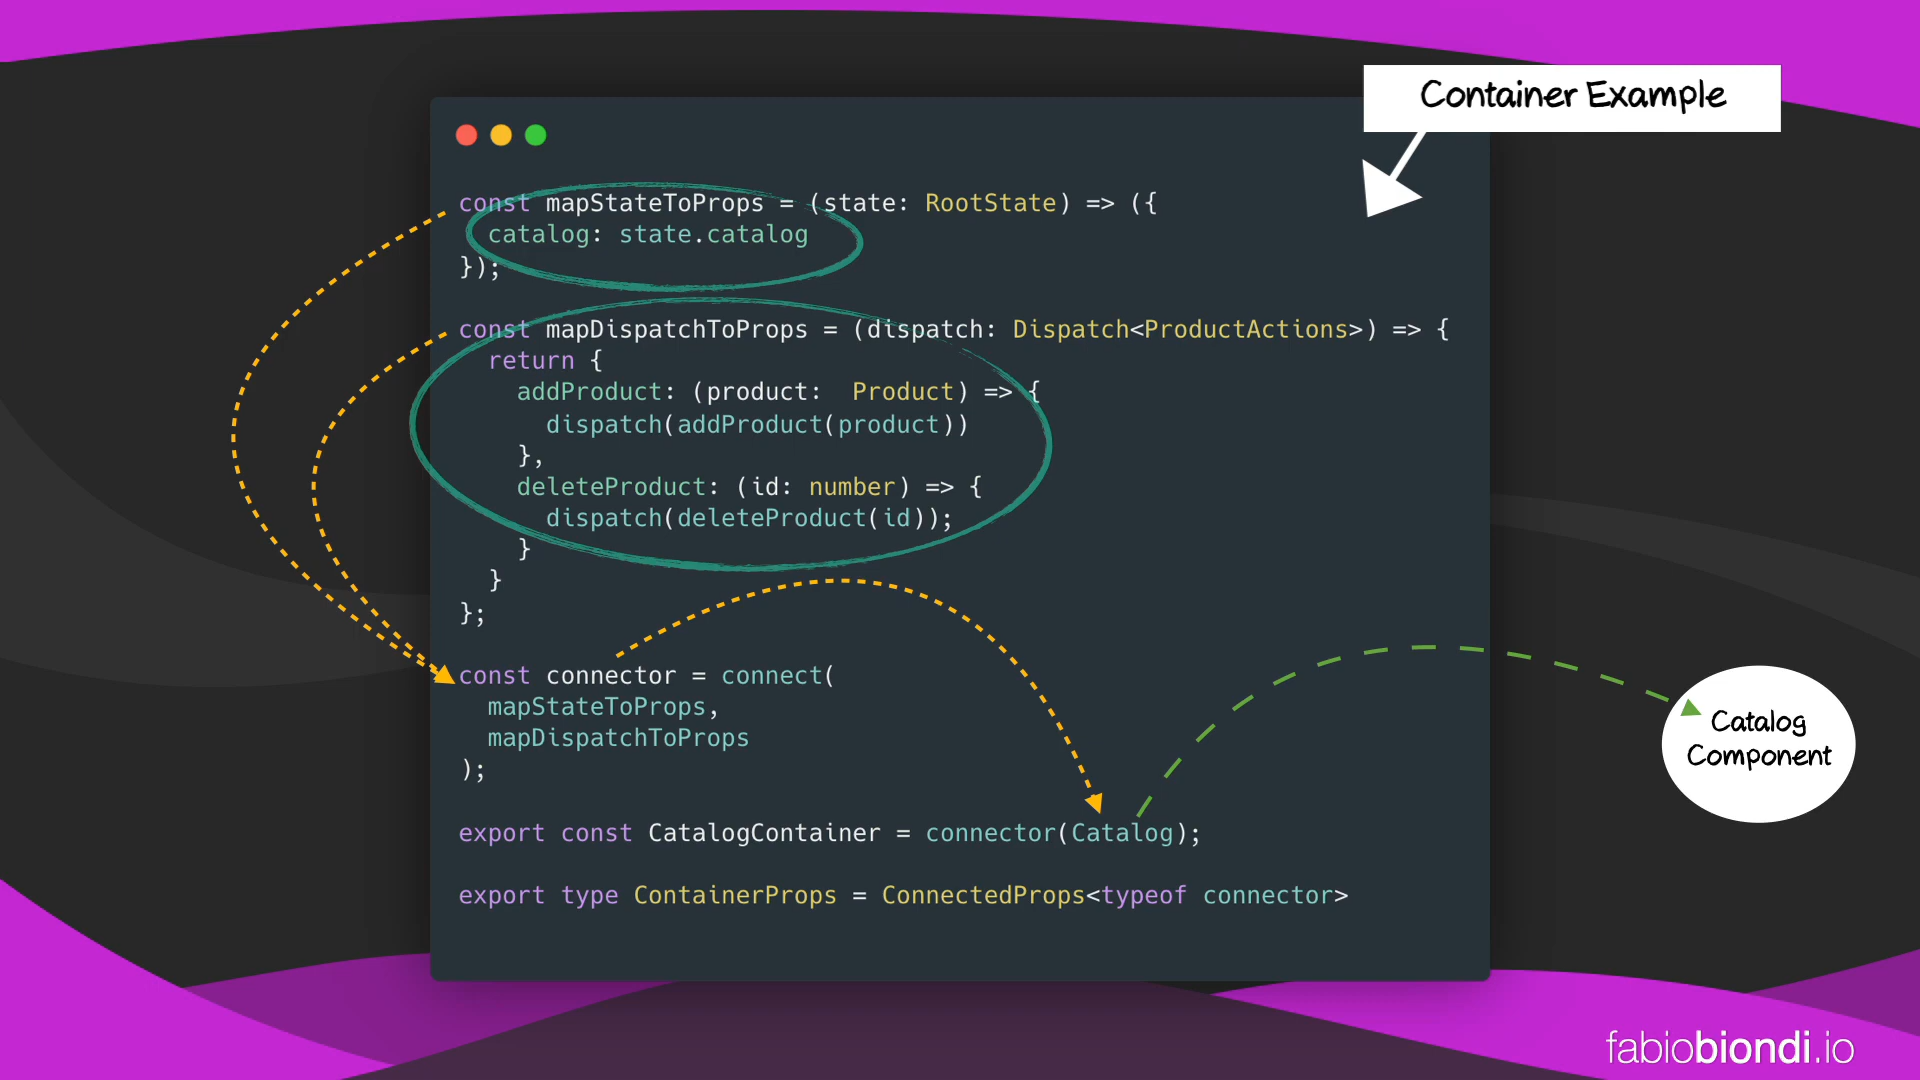 Container Example
const mapStateToProps = (state: RootState) => ({
  catalog: state.catalog
});
const mapDispatchToProps = (dispatch: Dispatch<ProductActions>) => {
  return {
    addProduct: (product:  Product) => {
      dispatch(addProduct(product))
    },
    deleteProduct: (id: number) => {
      dispatch(deleteProduct(id));
    }
  }
};
const connector = connect(
  mapStateToProps,
  mapDispatchToProps
);
export const CatalogContainer = connector(Catalog);
export type ContainerProps = ConnectedProps<typeof connector>
Catalog
Component
fabiobiondi.io